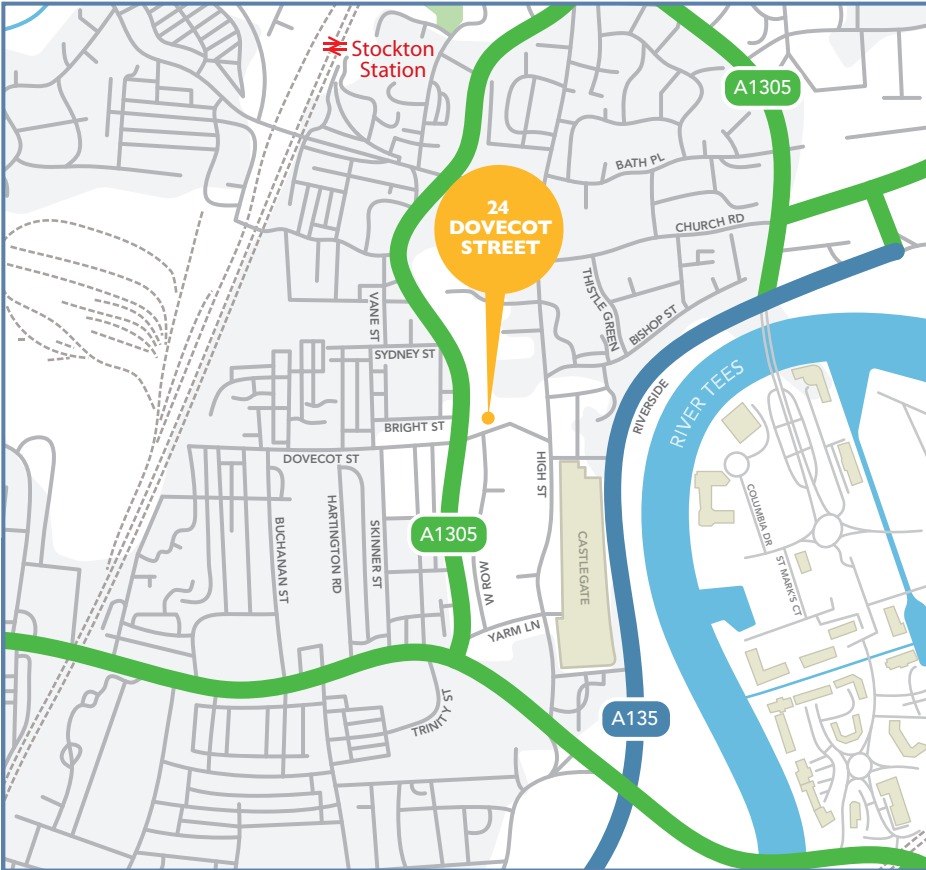 Stockton
Station
A1305
BATH PL
24
DOVECOT
STREET
CHURCH RD
THISTLE GREEN
BISHOP ST
VANE ST
SYDNEY ST
RIVERSIDE
RIVER TEES
BRIGHT ST
DOVECOT ST
HIGH ST
BUCHANAN ST
HARTINGTON RD
SKINNER ST
A1305
W ROW
CASTLEGATE
COLUMBIA DR
ST MARK'S CT
YARM LN
TRINITY ST
A135